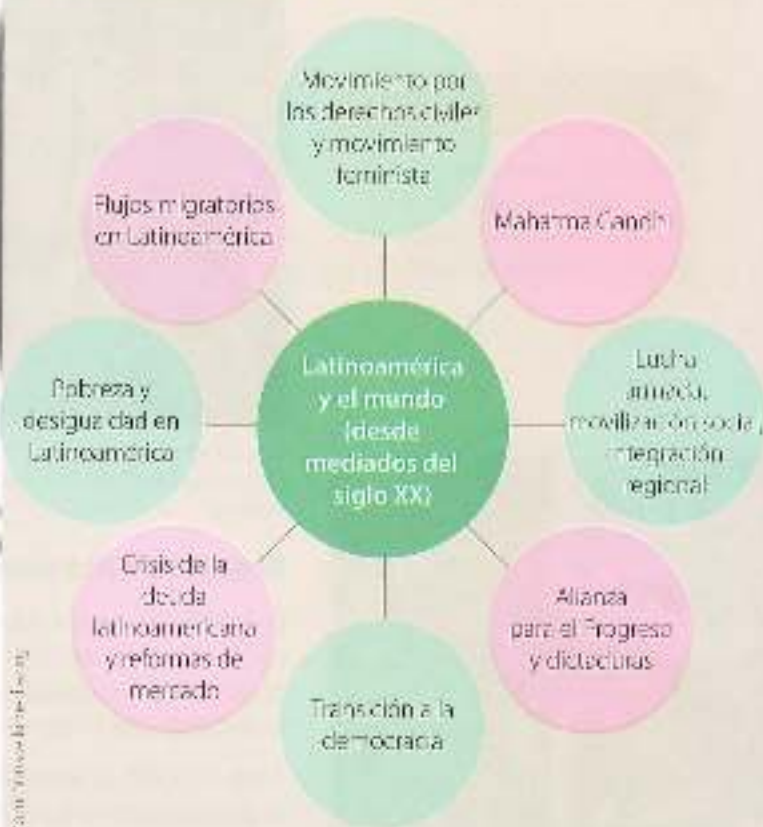 Movimiento por
los derechos civiles
y movimiento
feminista
Mahatma Gandhi
Lucha
armada,
movilización social,
integración
regional
Alianza
para el Progreso
y dictaduras
Transición a la
democracia
Crisis de la
deuda
latinoamericana
y reformas de
mercado
Pobreza y
desigualdad en
Latinoamérica
Flujos migratorios
en Latinoamérica
Latinoamérica
y el mundo
(desde
mediados del
siglo XX)